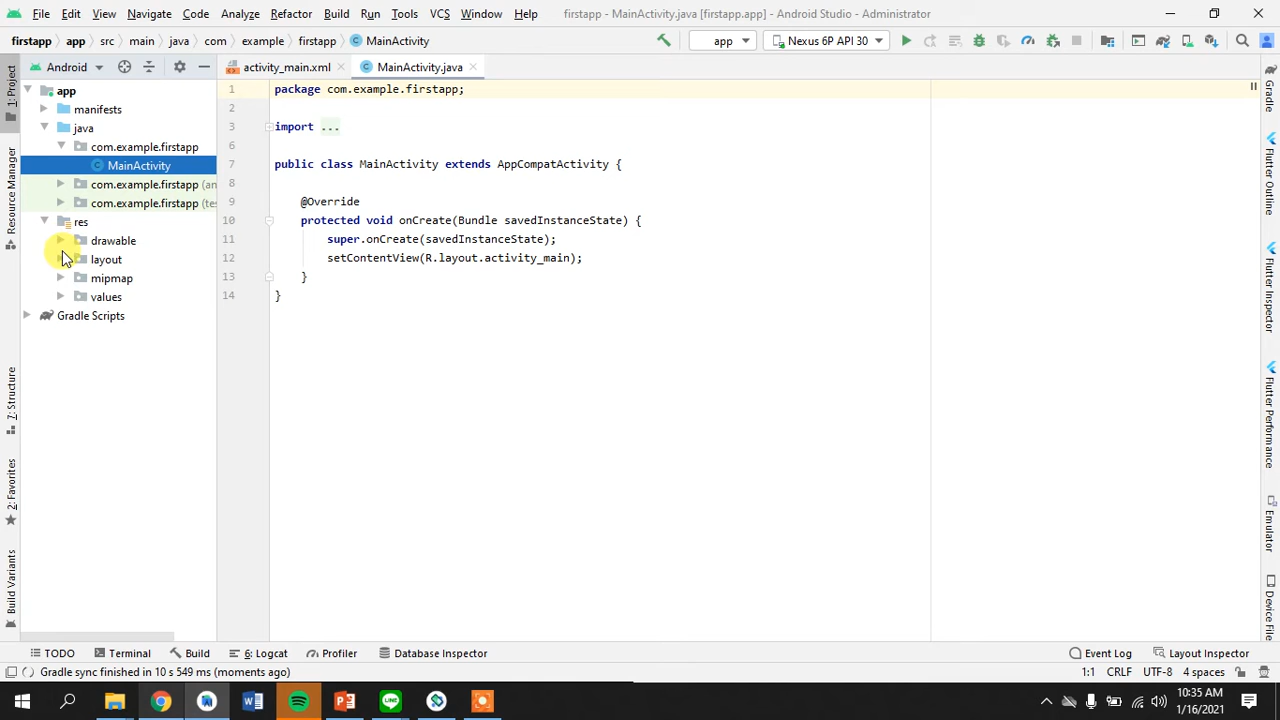 File Edit View Navigate Code Analyze Refactor Build Run Tools VCS Window Help firstapp - MainActivity.java [firstapp.app] - Android Studio - Administrator
firstapp app src main java com example firstapp MainActivity app Nexus 6P API 30
1: Project
Resource Manager
7: Structure
2: Favorites
Build Variants
Android
app
manifests
java
com.example.firstapp
MainActivity
com.example.firstapp (an
com.example.firstapp (te
res
drawable
layout
mipmap
values
Gradle Scripts
activity_main.xml MainActivity.java
1 package com.example.firstapp;
2
3 import ...
6
7 public class MainActivity extends AppCompatActivity {
8
9 @Override
10 protected void onCreate(Bundle savedInstanceState) {
11 super.onCreate(savedInstanceState);
12 setContentView(R.layout.activity_main);
13 }
14 }
Gradle
Flutter Outline
Flutter Inspector
Flutter Performance
Emulator
Device File
TODO Terminal Build 6: Logcat Profiler Database Inspector Event Log Layout Inspector
Gradle sync finished in 10 s 549 ms (moments ago) 1:1 CRLF UTF-8 4 spaces
LINE
10:35 AM
1/16/2021